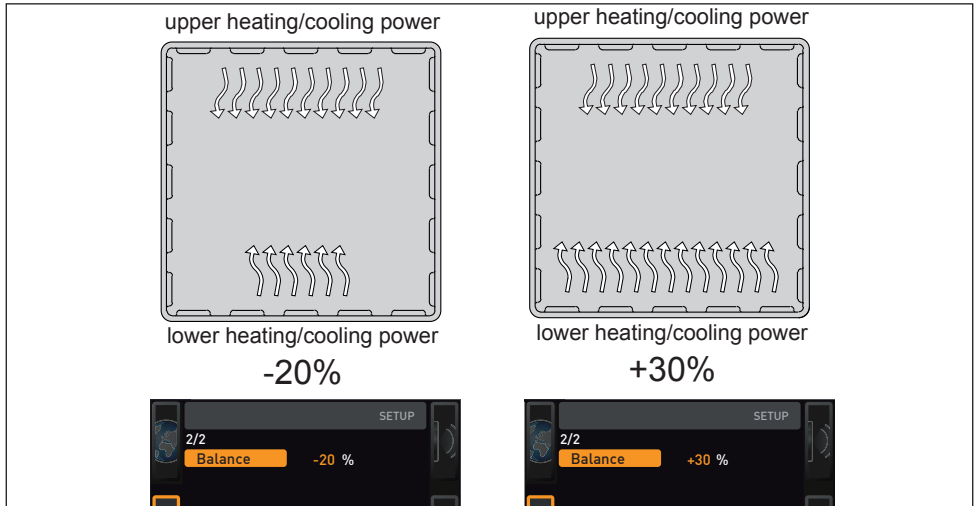 upper heating/cooling power
upper heating/cooling power
lower heating/cooling power
lower heating/cooling power
-20%
+30%
SETUP
2/2
Balance -20 %
SETUP
2/2
Balance +30 %